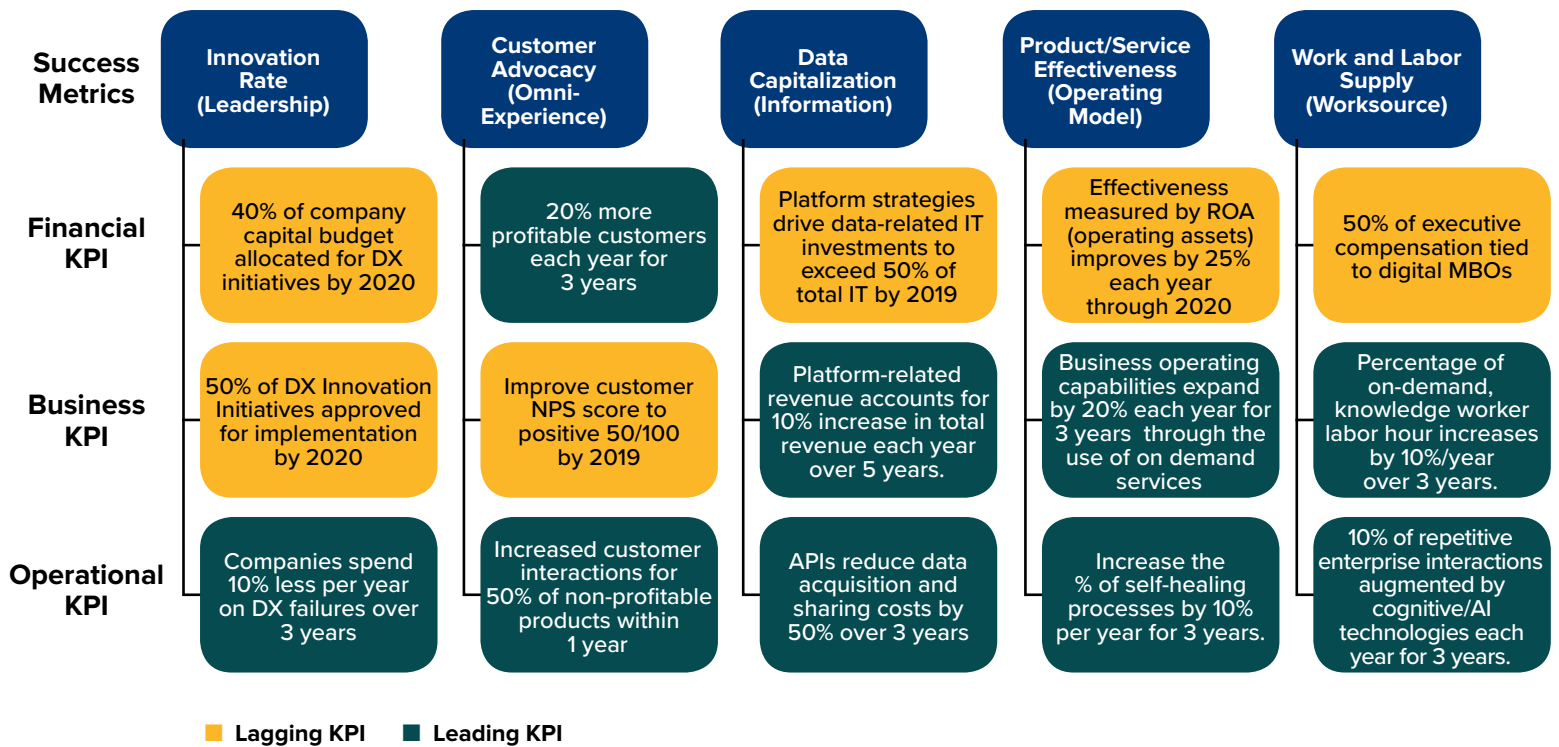 Success
Metrics
Innovation
Rate
(Leadership)
Customer
Advocacy
(Omni-
Experience)
Data
Capitalization
(Information)
Product/Service
Effectiveness
(Operating
Model)
Work and Labor
Supply
(Worksource)
Financial
KPI
40% of company
capital budget
allocated for DX
initiatives by 2020
20% more
profitable customers
each year for
3 years
Platform strategies
drive data-related IT
investments to
exceed 50% of
total IT by 2019
Effectiveness
measured by ROA
(operating assets)
improves by 25%
each year
through 2020
50% of executive
compensation tied
to digital MBOs
Business
KPI
50% of DX Innovation
Initiatives approved
for implementation
by 2020
Improve customer
NPS score to
positive 50/100
by 2019
Platform-related
revenue accounts for
10% increase in total
revenue each year
over 5 years.
Business operating
capabilities expand
by 20% each year for
3 years through the
use of on demand
services
Percentage of
on-demand,
knowledge worker
labor hour increases
by 10%/year
over 3 years.
Operational
KPI
Companies spend
10% less per year
on DX failures over
3 years
Increased customer
interactions for
50% of non-profitable
products within
1 year
APIs reduce data
acquisition and
sharing costs by
50% over 3 years
Increase the
% of self-healing
processes by 10%
per year for 3 years.
10% of repetitive
enterprise interactions
augmented by
cognitive/AI
technologies each
year for 3 years.
Lagging KPI
Leading KPI